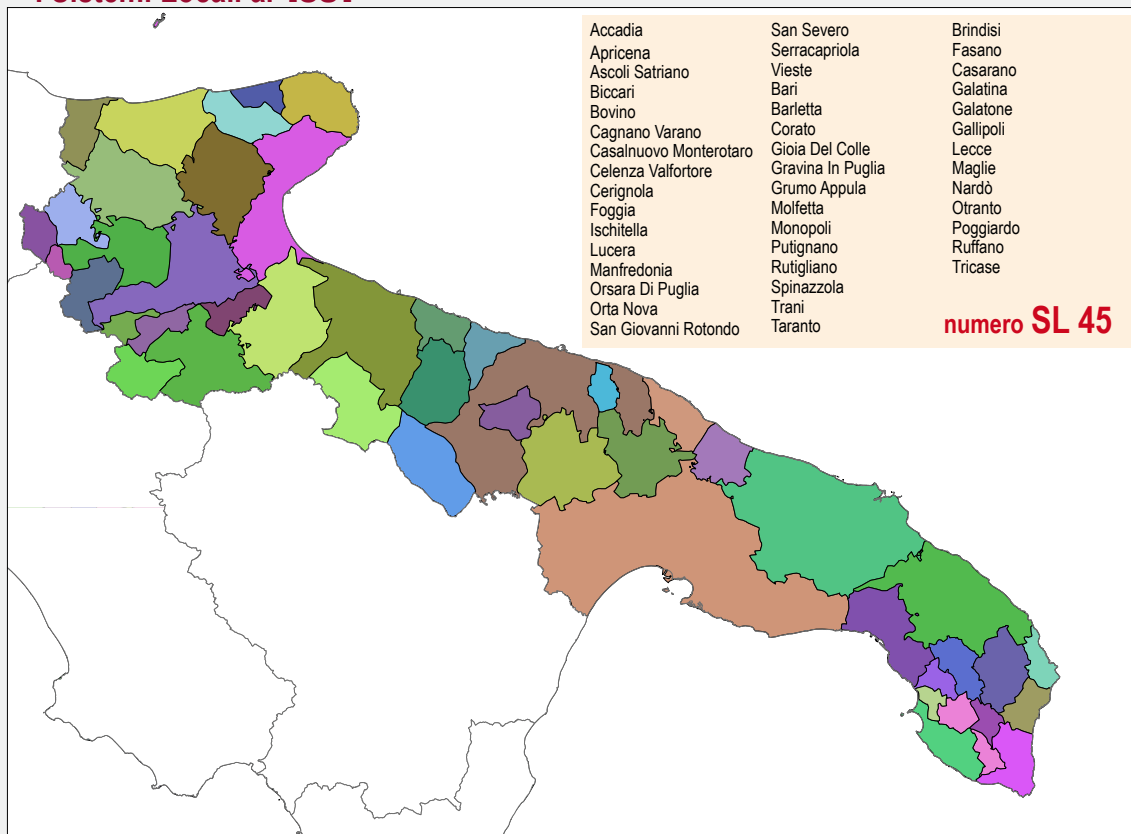 I Sistemi Locali
Accadia
Apricena
Ascoli Satriano
Biccari
Bovino
Cagnano Varano
Casalnuovo Monterotaro
Celenza Valfortore
Cerignola
Foggia
Ischitella
Lucera
Manfredonia
Orsara Di Puglia
Orta Nova
San Giovanni Rotondo
San Severo
Serracapriola
Vieste
Bari
Barletta
Corato
Gioia Del Colle
Gravina In Puglia
Grumo Appula
Molfetta
Monopoli
Putignano
Rutigliano
Spinazzola
Trani
Taranto
Brindisi
Fasano
Casarano
Galatina
Galatone
Gallipoli
Lecce
Maglie
Nardò
Otranto
Poggiardo
Ruffano
Tricase
numero SL 45